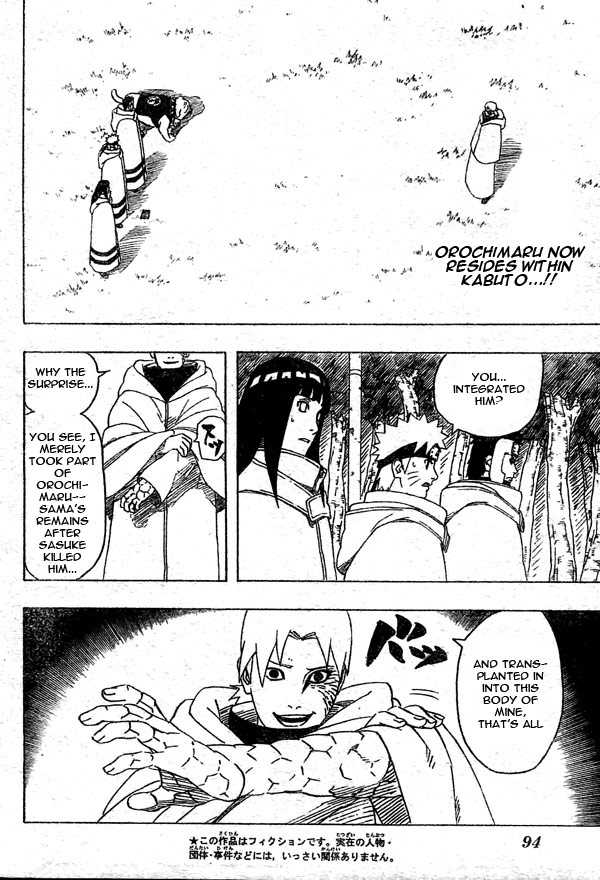 OROCHIMARU NOW
RESIDES WITHIN
KABUTO...!!
YOU...
INTEGRATED
HIM?
WHY THE
SURPRISE...
YOU SEE, I
MERELY
TOOK PART
OF
OROCHI-
MARU--
SAMA'S
REMAINS
AFTER
SASUKE
KILLED
HIM...
バッ
AND TRANS-
PLANTED IN
INTO THIS
BODY OF
MINE,
THAT'S ALL
★この作品はフィクションです。実在の人物・
団体・事件などには、いっさい関係ありません。
94